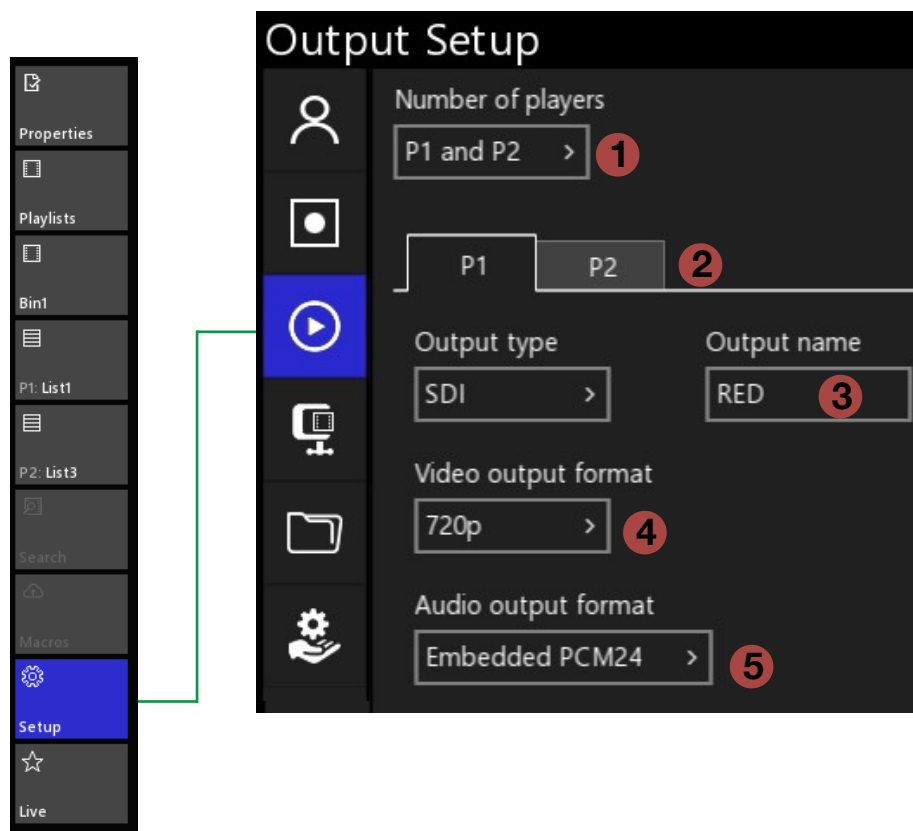 Properties
Playlists
Bin1
P1: List1
P2: List3
Search
Macros
Setup
Live
Output Setup
Number of players
P1 and P2 > 1
P1 P2 2
Output type Output name
SDI > RED 3
Video output format
720p > 4
Audio output format
Embedded PCM24 > 5